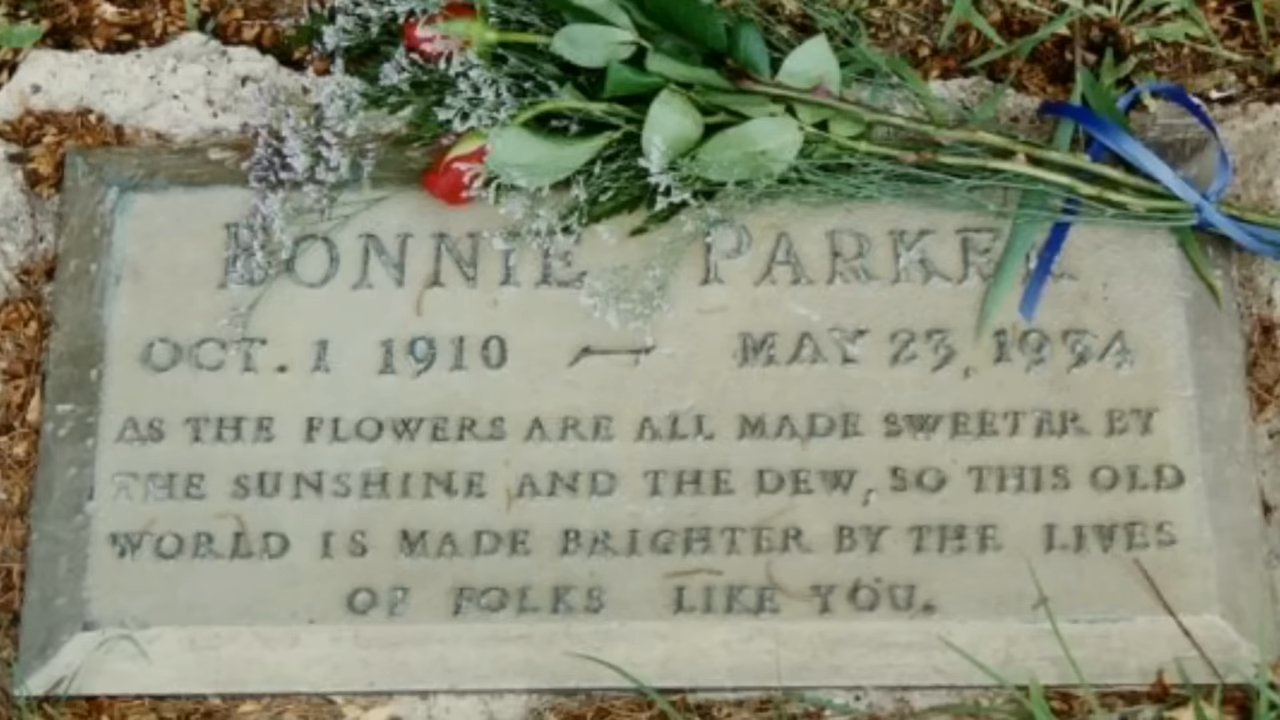 BONNIE PARKER
OCT. 1 1910 — MAY 23, 1934
AS THE FLOWERS ARE ALL MADE SWEETER BY
THE SUNSHINE AND THE DEW, SO THIS OLD
WORLD IS MADE BRIGHTER BY THE LIVES
OF FOLKS LIKE YOU.